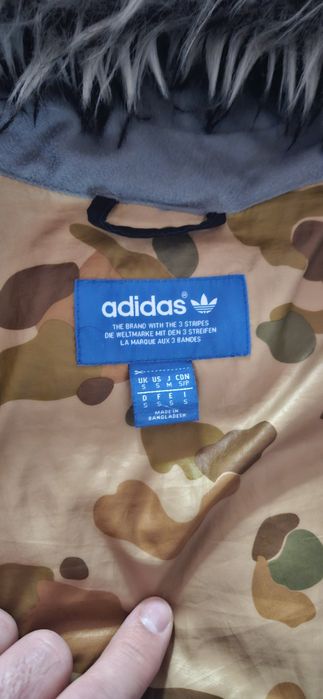 adidas®
THE BRAND WITH THE 3 STRIPES
DIE WELTMARKE MIT DEN 3 STREIFEN
LA MARQUE AUX 3 BANDES
UK US J CDN
S S M S/P
D F E I
S S S S
MADE IN
BANGLADESH